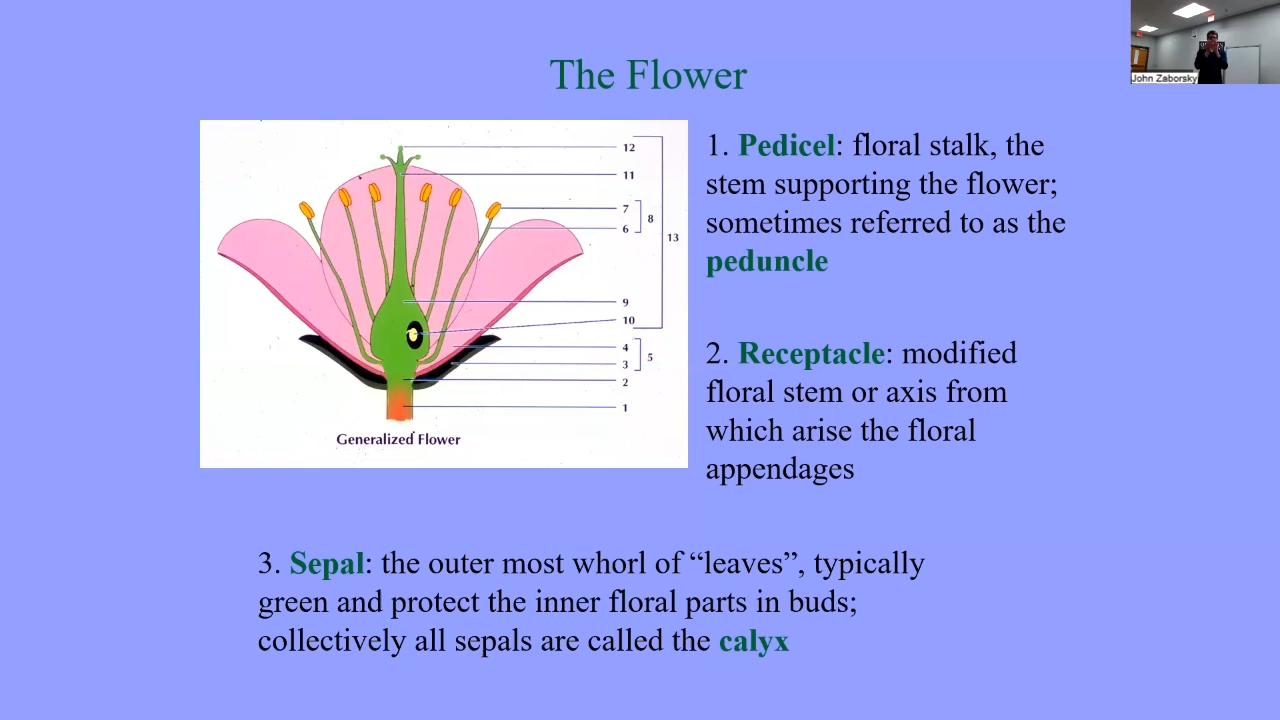 John Zaborsky
The Flower
12
11
7
8
6
13
9
10
4
5
3
2
1
Generalized Flower
1. Pedicel: floral stalk, the
stem supporting the flower;
sometimes referred to as the
peduncle
2. Receptacle: modified
floral stem or axis from
which arise the floral
appendages
3. Sepal: the outer most whorl of “leaves”, typically
green and protect the inner floral parts in buds;
collectively all sepals are called the calyx